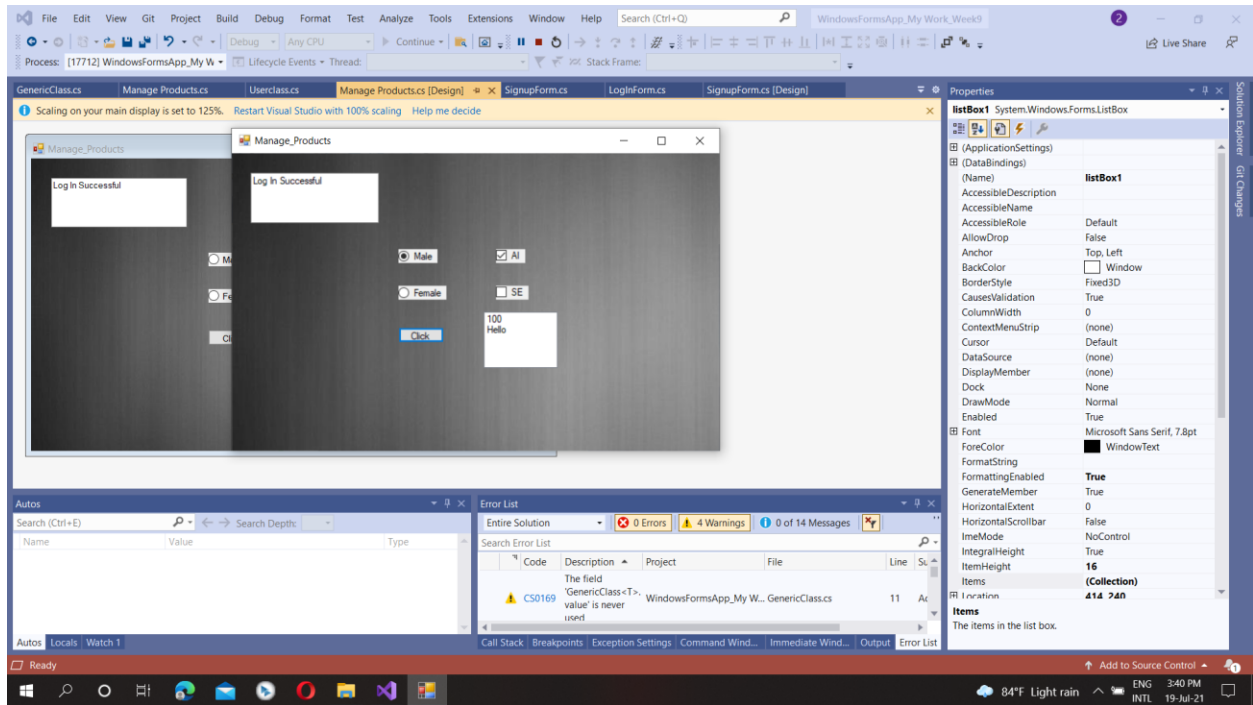 File Edit View Git Project Build Debug Format Test Analyze Tools Extensions Window Help Search (Ctrl+Q) WindowsFormsApp_My Work_Week9 2
Debug Any CPU Continue Live Share
Process: [17712] WindowsFormsApp_My W Lifecycle Events Thread: Stack Frame:
GenericClass.cs Manage Products.cs Userclass.cs Manage Products.cs [Design] SignupForm.cs LogInForm.cs SignupForm.cs [Design]
Scaling on your main display is set to 125%. Restart Visual Studio with 100% scaling Help me decide
Manage_Products
Log In Successful
Manage_Products
Log In Successful
Male AI
Female SE
Click
100
Hello
Properties
listBox1 System.Windows.Forms.ListBox
(ApplicationSettings)
(DataBindings)
(Name) listBox1
AccessibleDescription
AccessibleName
AccessibleRole Default
AllowDrop False
Anchor Top, Left
BackColor Window
BorderStyle Fixed3D
CausesValidation True
ColumnWidth 0
ContextMenuStrip (none)
Cursor Default
DataSource (none)
DisplayMember (none)
Dock None
DrawMode Normal
Enabled True
Font Microsoft Sans Serif, 7.8pt
ForeColor WindowText
FormatString
FormattingEnabled True
GenerateMember True
HorizontalExtent 0
HorizontalScrollbar False
ImeMode NoControl
IntegralHeight True
ItemHeight 16
Items (Collection)
Location 414, 240
Items
The items in the list box.
Solution Explorer
Git Changes
Autos
Search (Ctrl+E) Search Depth:
Name Value Type
Autos Locals Watch 1
Error List
Entire Solution 0 Errors 4 Warnings 0 of 14 Messages
Search Error List
Code Description Project File Line
The field
'GenericClass<T>.
CS0169 value' is never WindowsFormsApp_My W... GenericClass.cs 11
used
Call Stack Breakpoints Exception Settings Command Wind... Immediate Wind... Output Error List
Ready Add to Source Control 1
84°F Light rain ENG INTL 3:40 PM 19-Jul-21